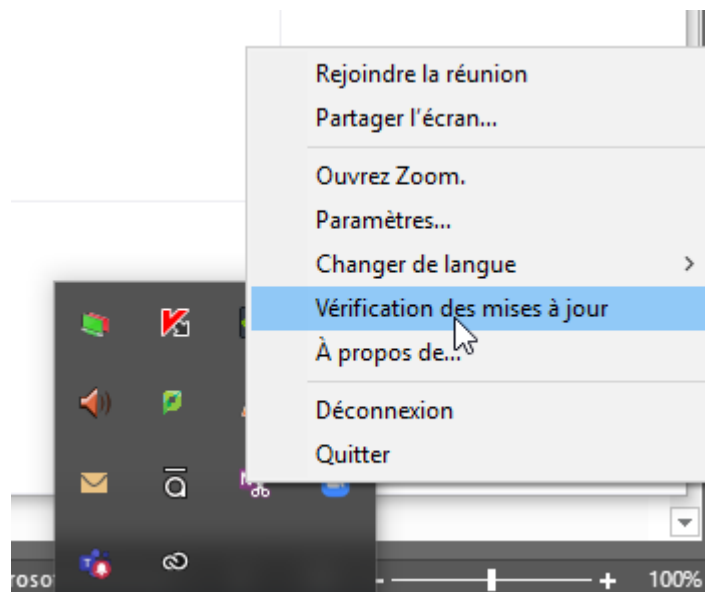 Rejoindre la réunion
Partager l’écran...
Ouvrez Zoom.
Paramètres...
Changer de langue
Vérification des mises à jour
À propos de...
Déconnexion
Quitter
roso
100%